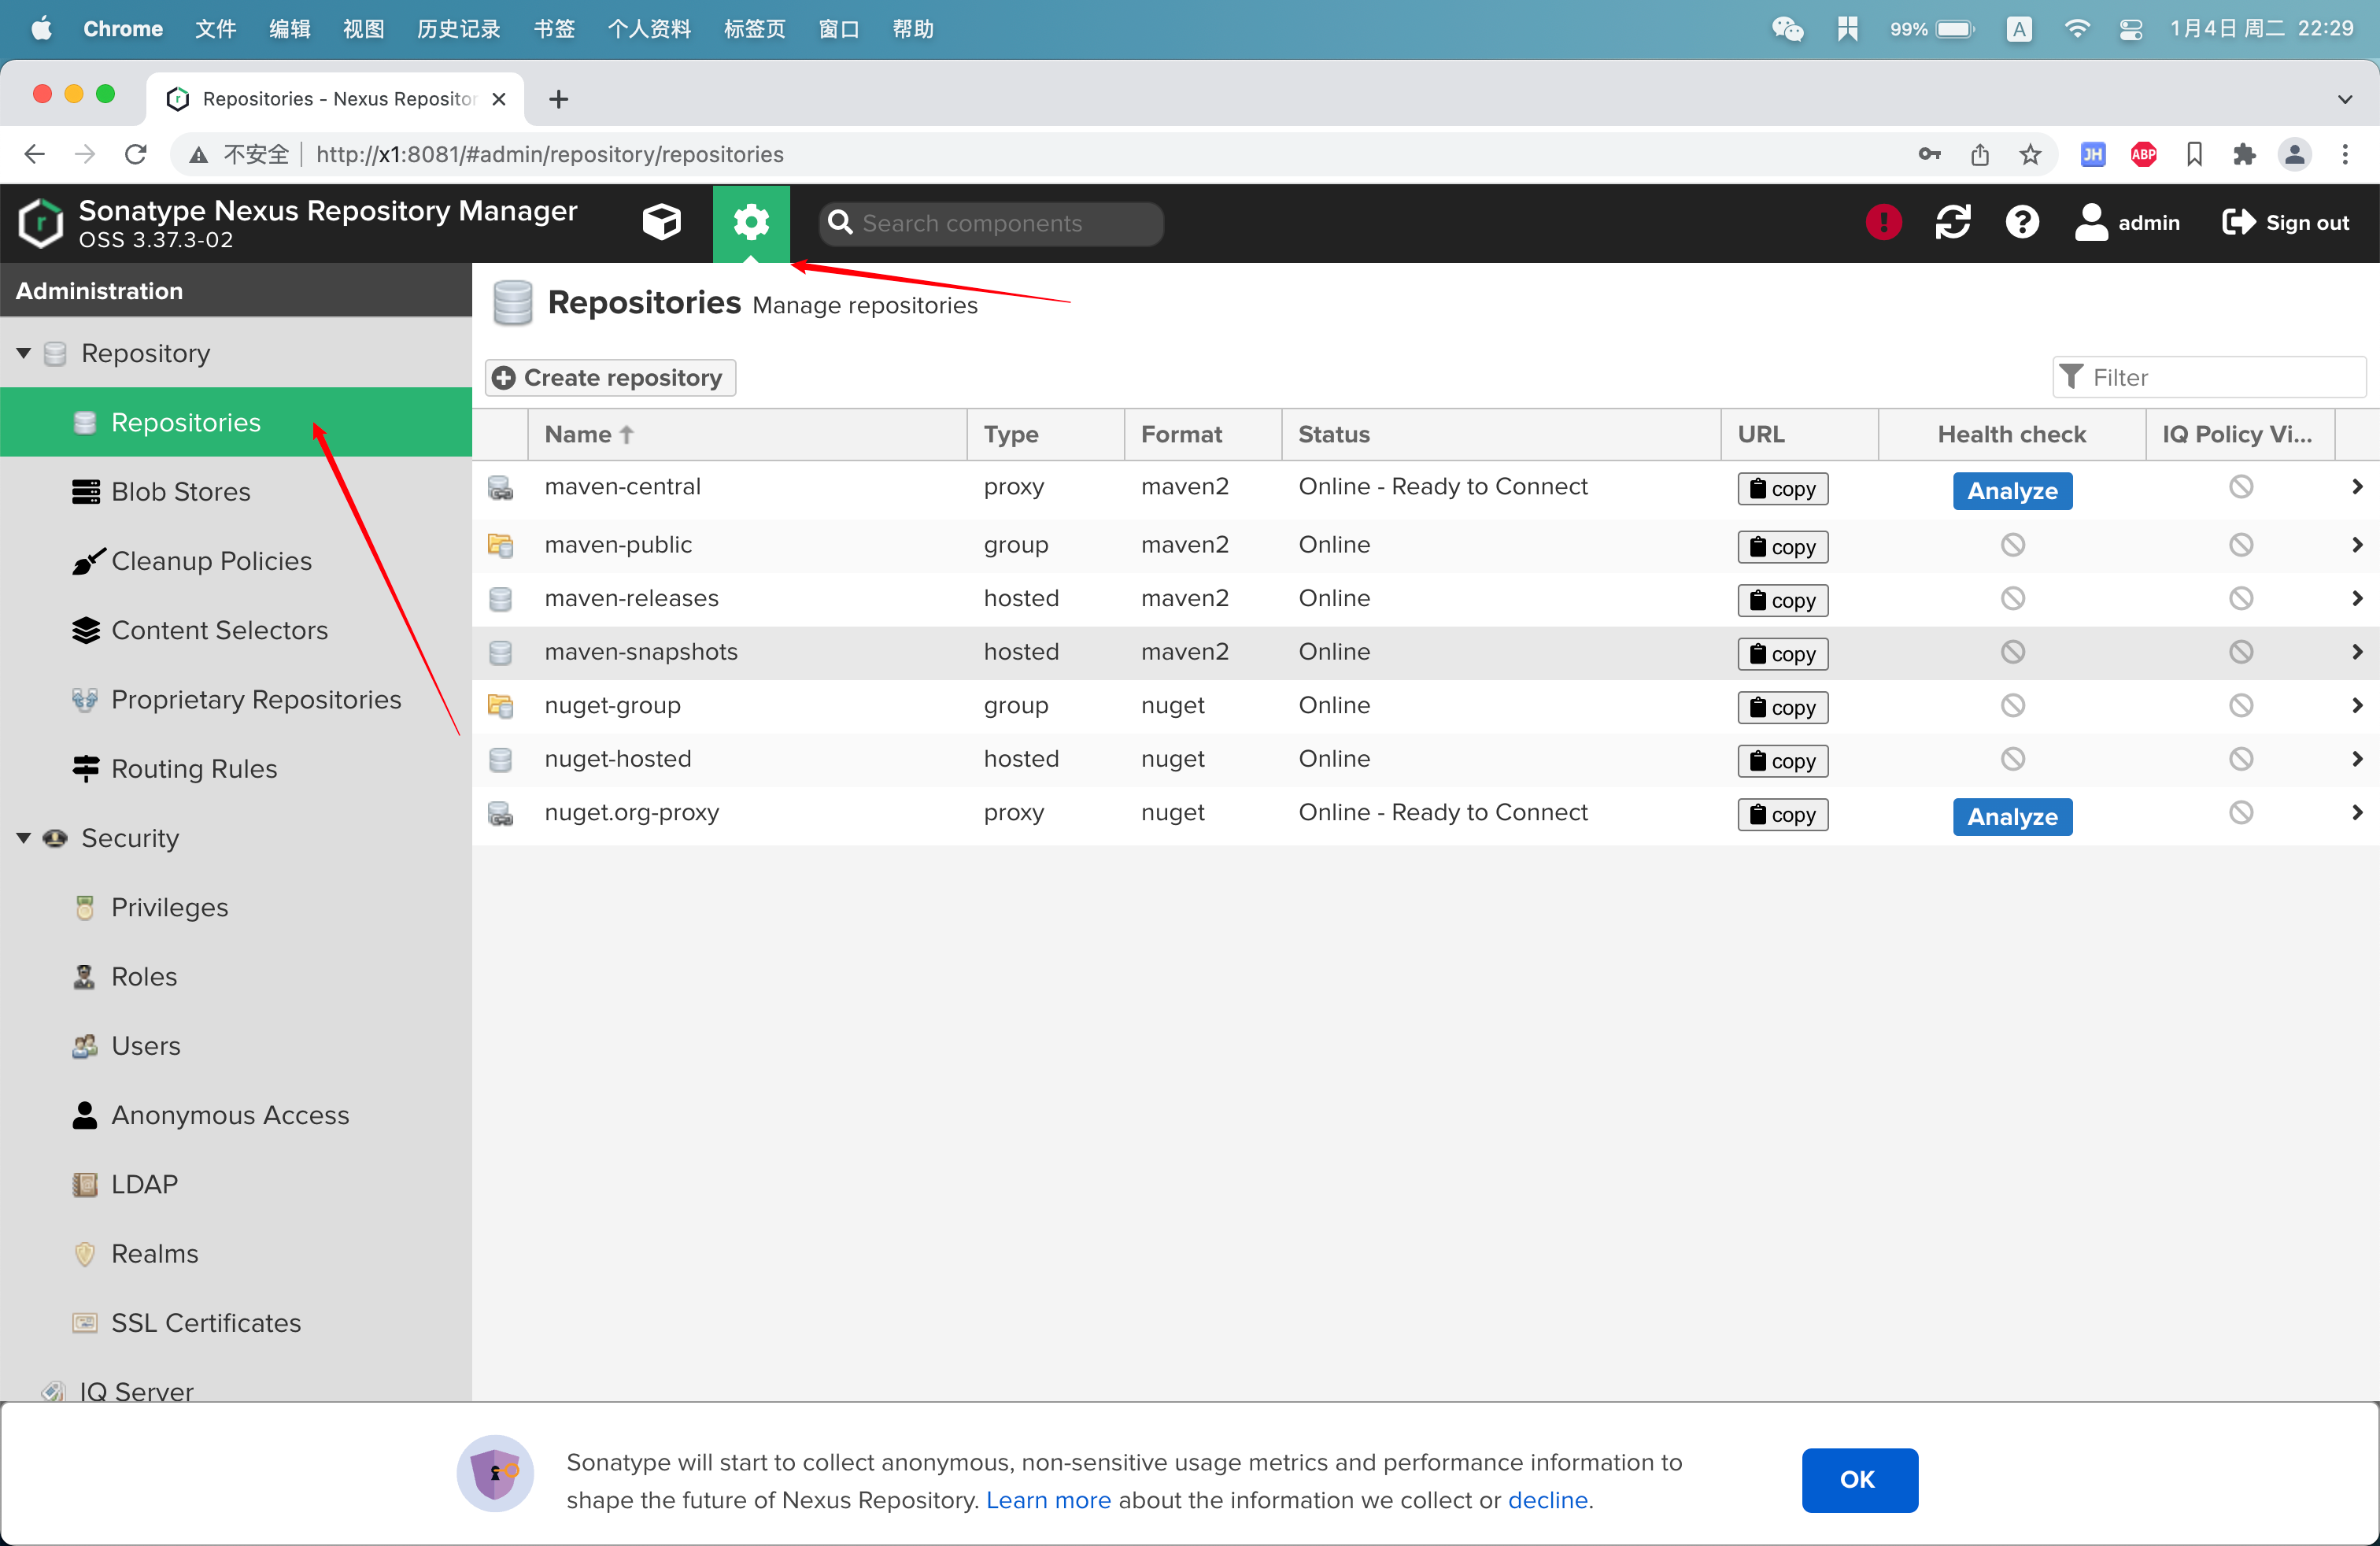 Chrome 文件 编辑 视图 历史记录 书签 个人资料 标签页 窗口 帮助 99% A 1月4日 周二 22:29
Repositories - Nexus Repositor
不安全 http://x1:8081/#admin/repository/repositories JH ABP
Sonatype Nexus Repository Manager
OSS 3.37.3-02
Search components
admin
Sign out
Administration
Repository
Repositories
Blob Stores
Cleanup Policies
Content Selectors
Proprietary Repositories
Routing Rules
Security
Privileges
Roles
Users
Anonymous Access
LDAP
Realms
SSL Certificates
IQ Server
Repositories Manage repositories
Create repository
Filter
Name Type Format Status URL Health check IQ Policy Vi...
maven-central proxy maven2 Online - Ready to Connect copy Analyze
maven-public group maven2 Online copy
maven-releases hosted maven2 Online copy
maven-snapshots hosted maven2 Online copy
nuget-group group nuget Online copy
nuget-hosted hosted nuget Online copy
nuget.org-proxy proxy nuget Online - Ready to Connect copy Analyze
Sonatype will start to collect anonymous, non-sensitive usage metrics and performance information to
shape the future of Nexus Repository. Learn more about the information we collect or decline.
OK